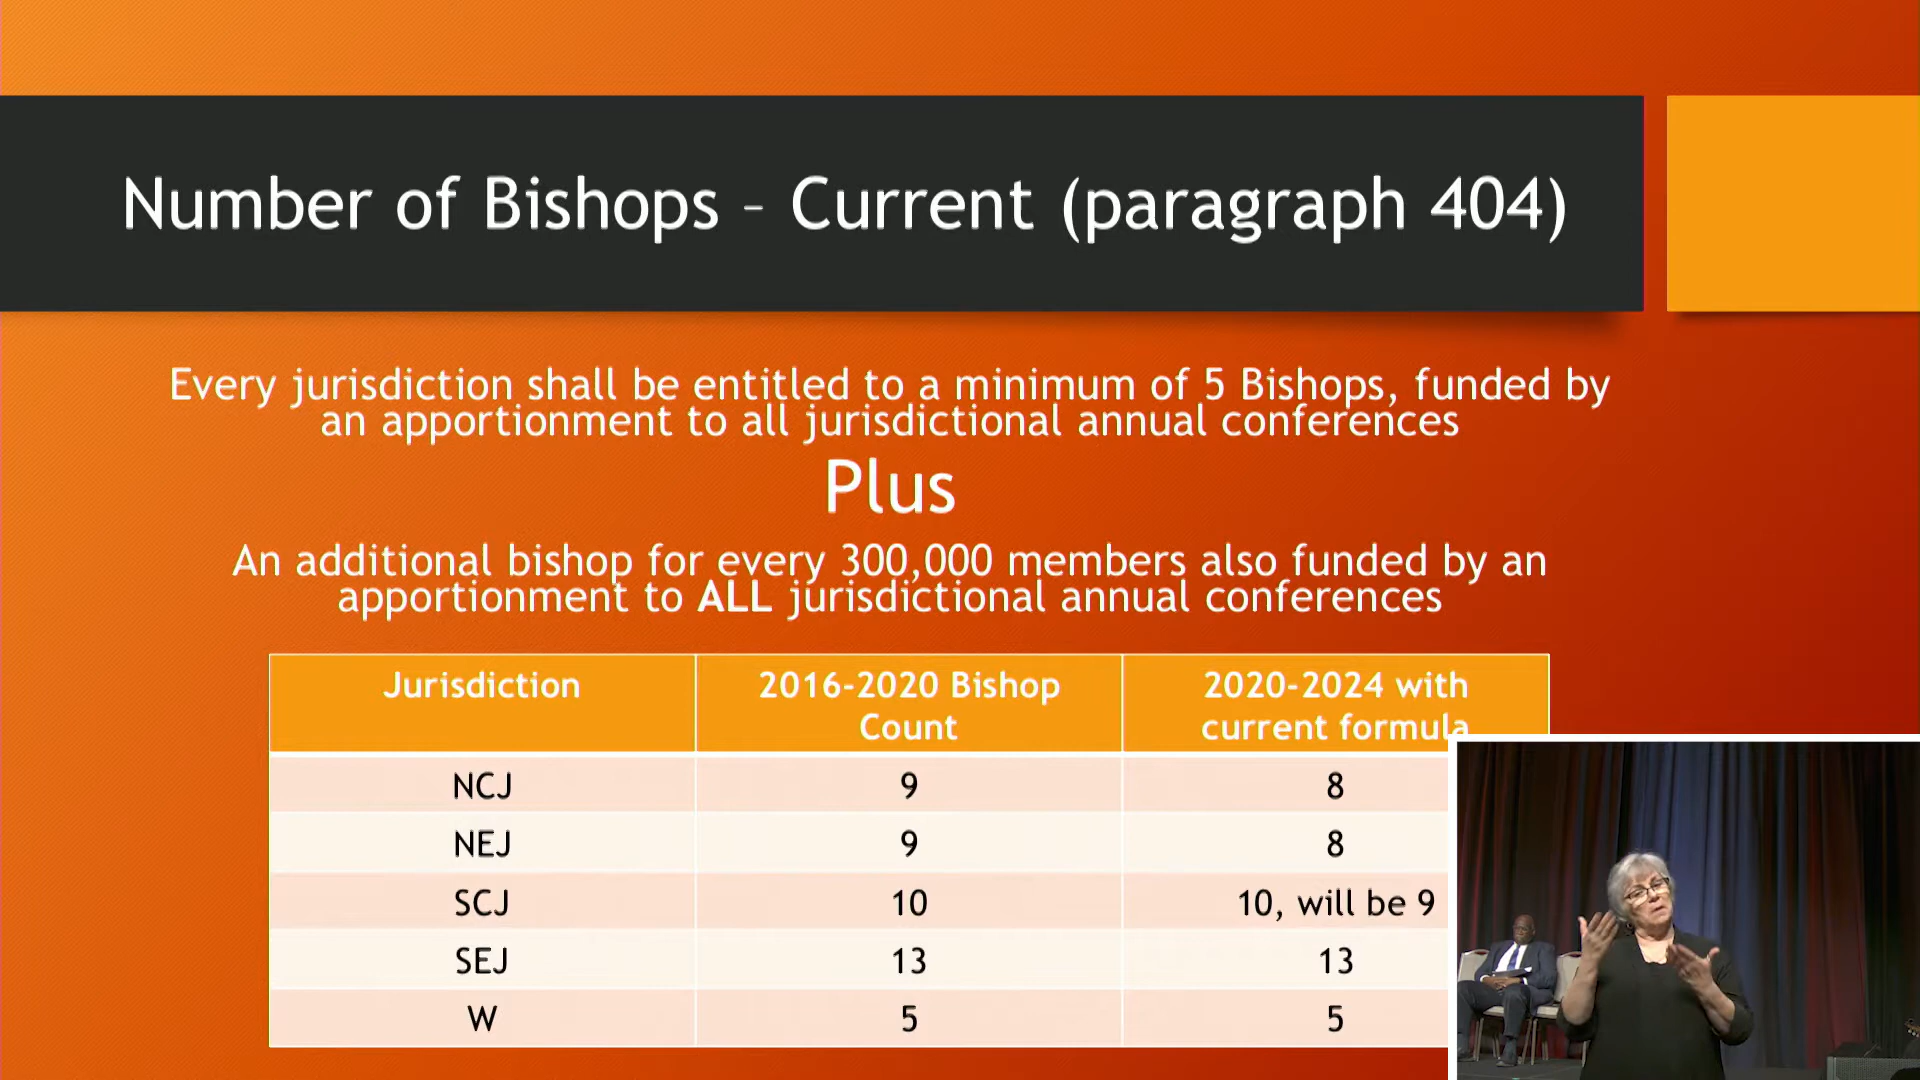 Number of Bishops – Current (paragraph 404)
Every jurisdiction shall be entitled to a minimum of 5 Bishops, funded by
an apportionment to all jurisdictional annual conferences
Plus
An additional bishop for every 300,000 members also funded by an
apportionment to ALL jurisdictional annual conferences
Jurisdiction
2016-2020 Bishop
Count
2020-2024 with
current formula
NCJ 9 8
NEJ 9 8
SCJ 10 10, will be 9
SEJ 13 13
W 5 5